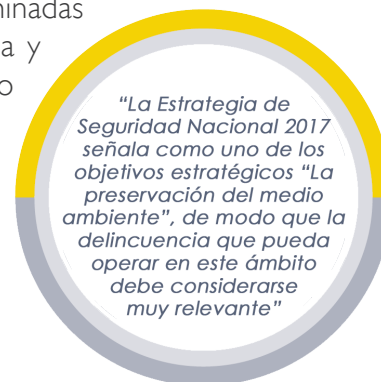 minadas
a y
o
“La Estrategia de
Seguridad Nacional 2017
señala como uno de los
objetivos estratégicos “La
preservación del medio
ambiente”, de modo que la
delincuencia que pueda
operar en este ámbito
debe considerarse
muy relevante”